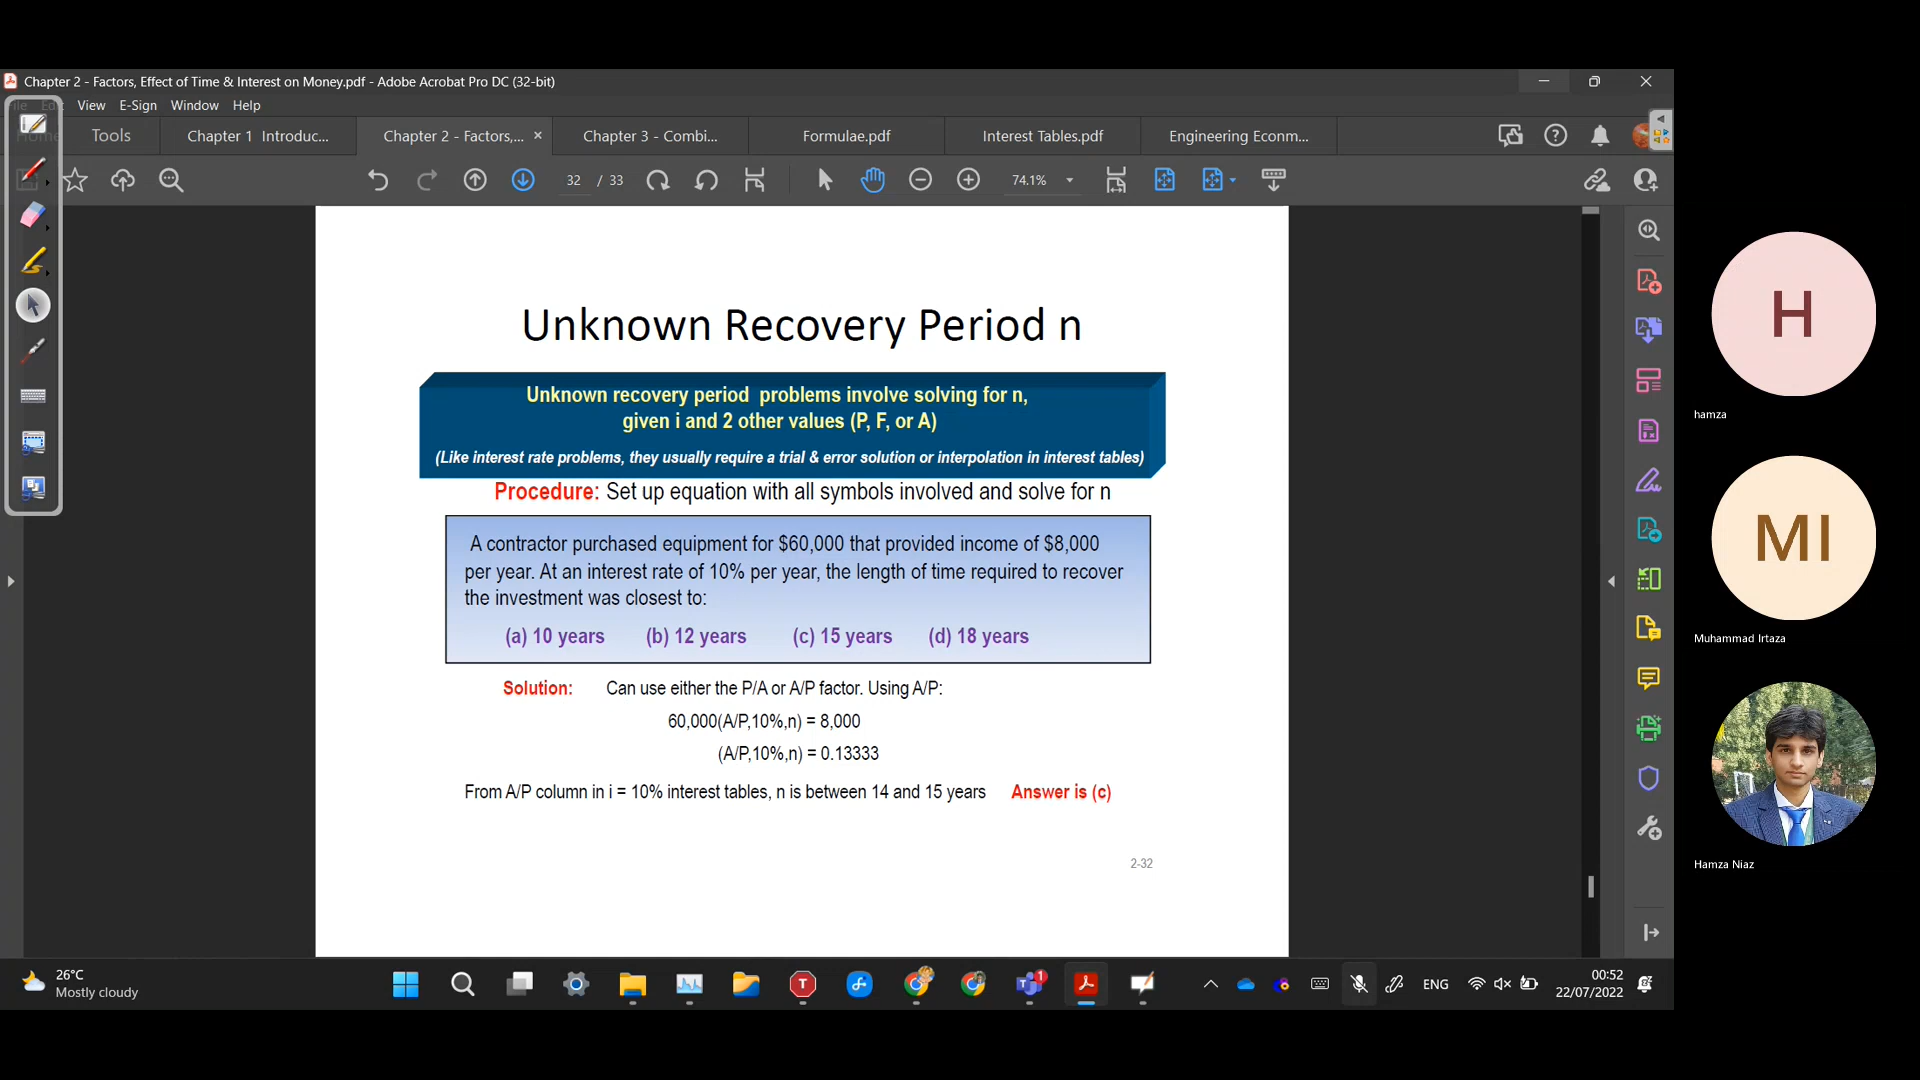 Chapter 2 - Factors, Effect of Time & Interest on Money.pdf - Adobe Acrobat Pro DC (32-bit)
View E-Sign Window Help
Tools Chapter 1 Introduc... Chapter 2 - Factors,... × Chapter 3 - Combi... Formulae.pdf Interest Tables.pdf Engineering Econm...
32 / 33 74.1%
Unknown Recovery Period n
Unknown recovery period problems involve solving for n,
given i and 2 other values (P, F, or A)
(Like interest rate problems, they usually require a trial & error solution or interpolation in interest tables)
Procedure: Set up equation with all symbols involved and solve for n
A contractor purchased equipment for $60,000 that provided income of $8,000
per year. At an interest rate of 10% per year, the length of time required to recover
the investment was closest to:
(a) 10 years (b) 12 years (c) 15 years (d) 18 years
Solution: Can use either the P/A or A/P factor. Using A/P:
60,000(A/P,10%,n) = 8,000
(A/P,10%,n) = 0.13333
From A/P column in i = 10% interest tables, n is between 14 and 15 years Answer is (c)
2-32
H
hamza
MI
Muhammad Irtaza
Hamza Niaz
26°C
Mostly cloudy
T
1
ENG
00:52
22/07/2022